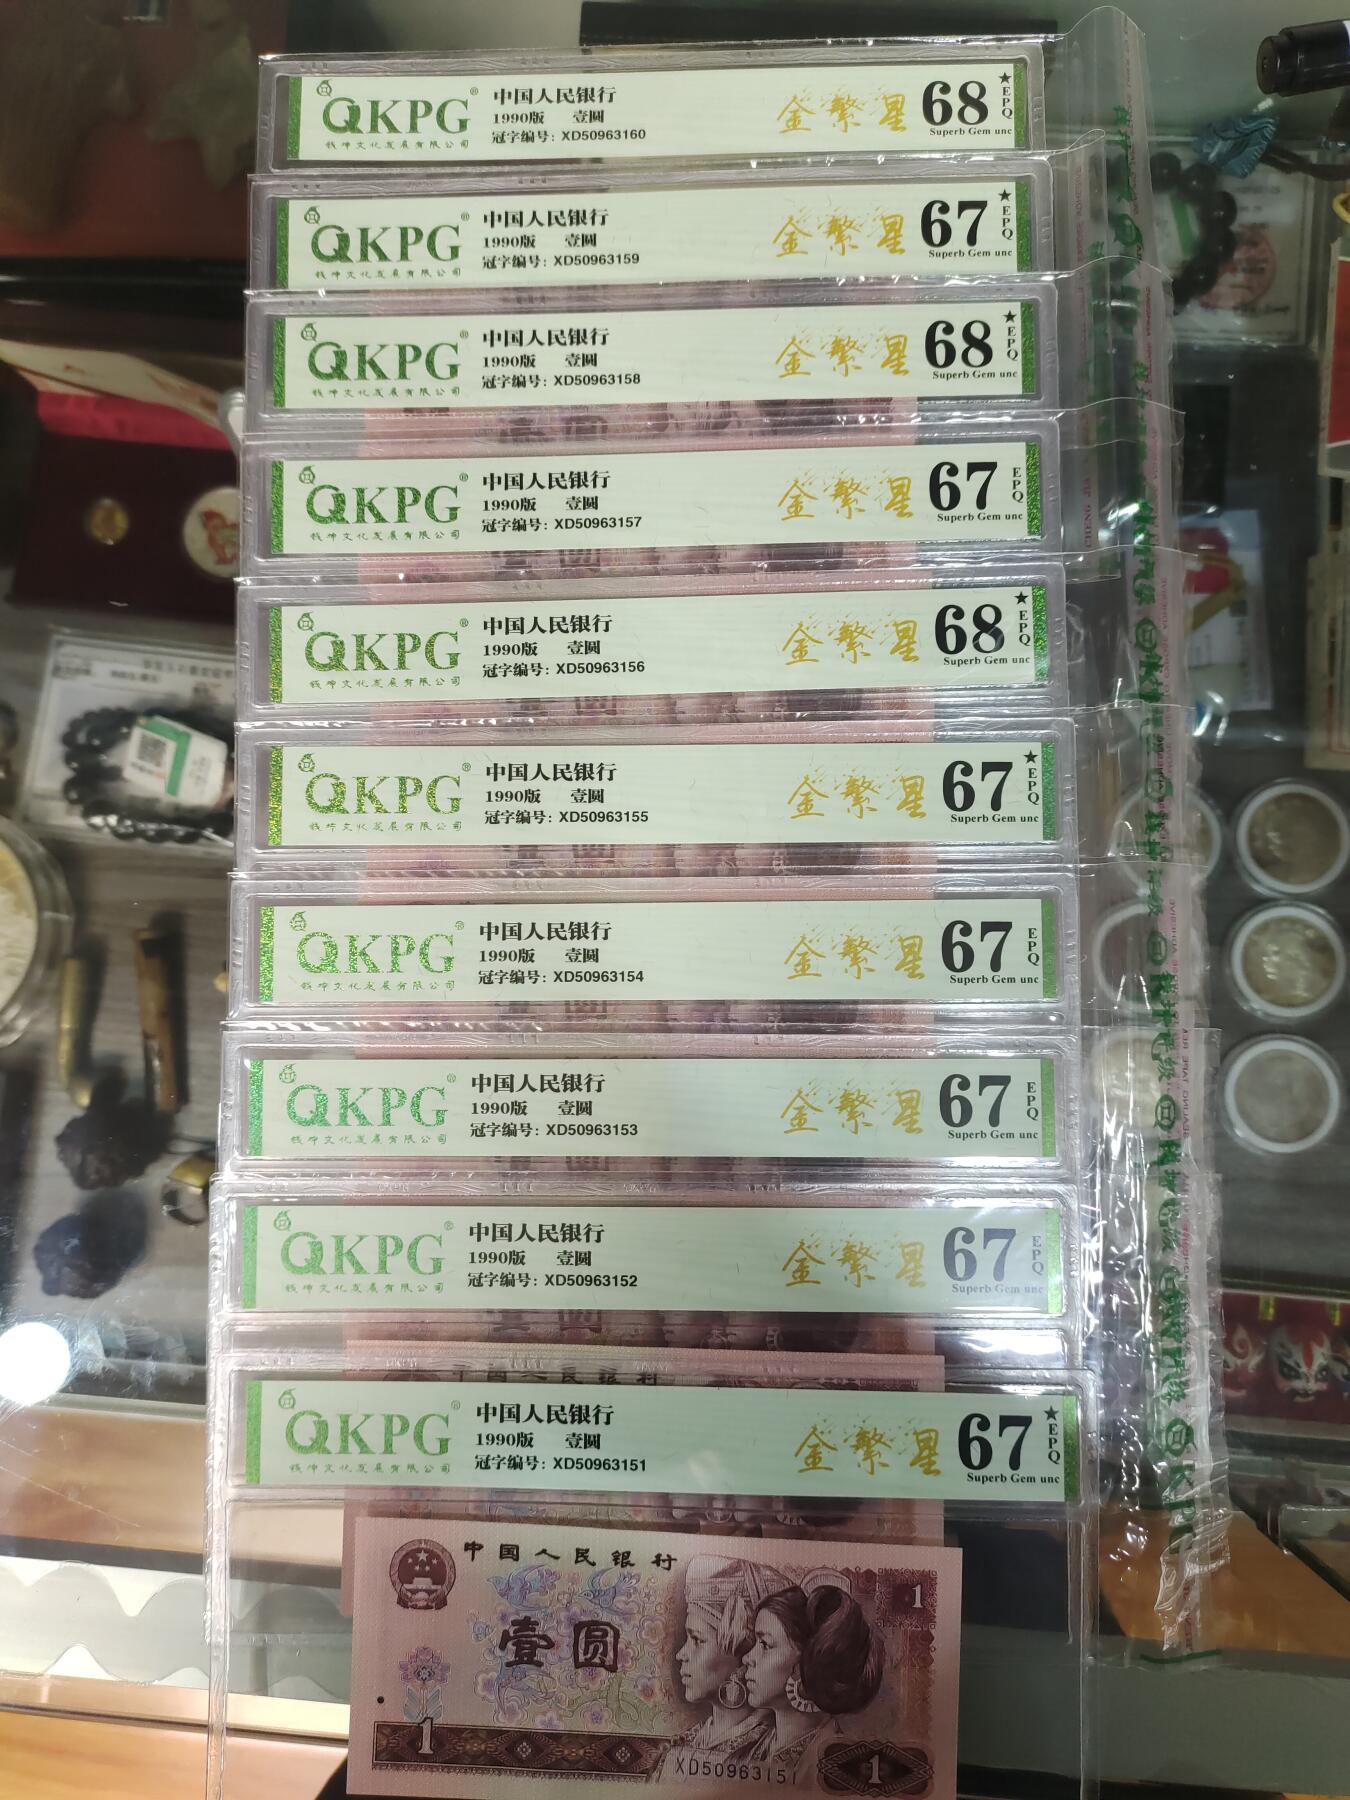 QKPG®
钱坤文化发展有限公司
中国人民银行
1990版 壹圆
冠字编号: XD50963160
金繁星
68
★EPQ
Superb Gem unc
QKPG®
钱坤文化发展有限公司
中国人民银行
1990版 壹圆
冠字编号: XD50963159
金繁星
67
★EPQ
Superb Gem unc
QKPG®
钱坤文化发展有限公司
中国人民银行
1990版 壹圆
冠字编号: XD50963158
金繁星
68
★EPQ
Superb Gem unc
QKPG®
钱坤文化发展有限公司
中国人民银行
1990版 壹圆
冠字编号: XD50963157
金繁星
67
EPQ
Superb Gem unc
QKPG®
钱坤文化发展有限公司
中国人民银行
1990版 壹圆
冠字编号: XD50963156
金繁星
68
★EPQ
Superb Gem unc
QKPG®
钱坤文化发展有限公司
中国人民银行
1990版 壹圆
冠字编号: XD50963155
金繁星
67
★EPQ
Superb Gem unc
QKPG®
钱坤文化发展有限公司
中国人民银行
1990版 壹圆
冠字编号: XD50963154
金繁星
67
EPQ
Superb Gem unc
QKPG®
钱坤文化发展有限公司
中国人民银行
1990版 壹圆
冠字编号: XD50963153
金繁星
67
EPQ
Superb Gem unc
QKPG®
钱坤文化发展有限公司
中国人民银行
1990版 壹圆
冠字编号: XD50963152
金繁星
67
EPQ
Superb Gem unc
中国人民银行
QKPG®
钱坤文化发展有限公司
中国人民银行
1990版 壹圆
冠字编号: XD50963151
金繁星
67
★EPQ
Superb Gem unc
中国人民银行
1
壹圆
1
XD50963151
1